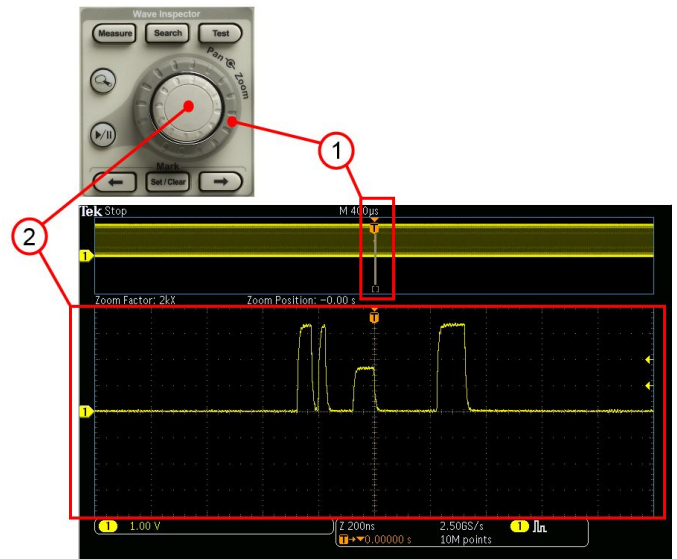 Wave Inspector
Measure Search Test
Pan Zoom
Mark
Set / Clear
1
2
Tek Stop M 400µs
T
1
Zoom Factor: 2kX Zoom Position: -0.00 s
T
1
1 1.00 V Z 200ns 2.50GS/s 1
T→▼0.00000 s 10M points